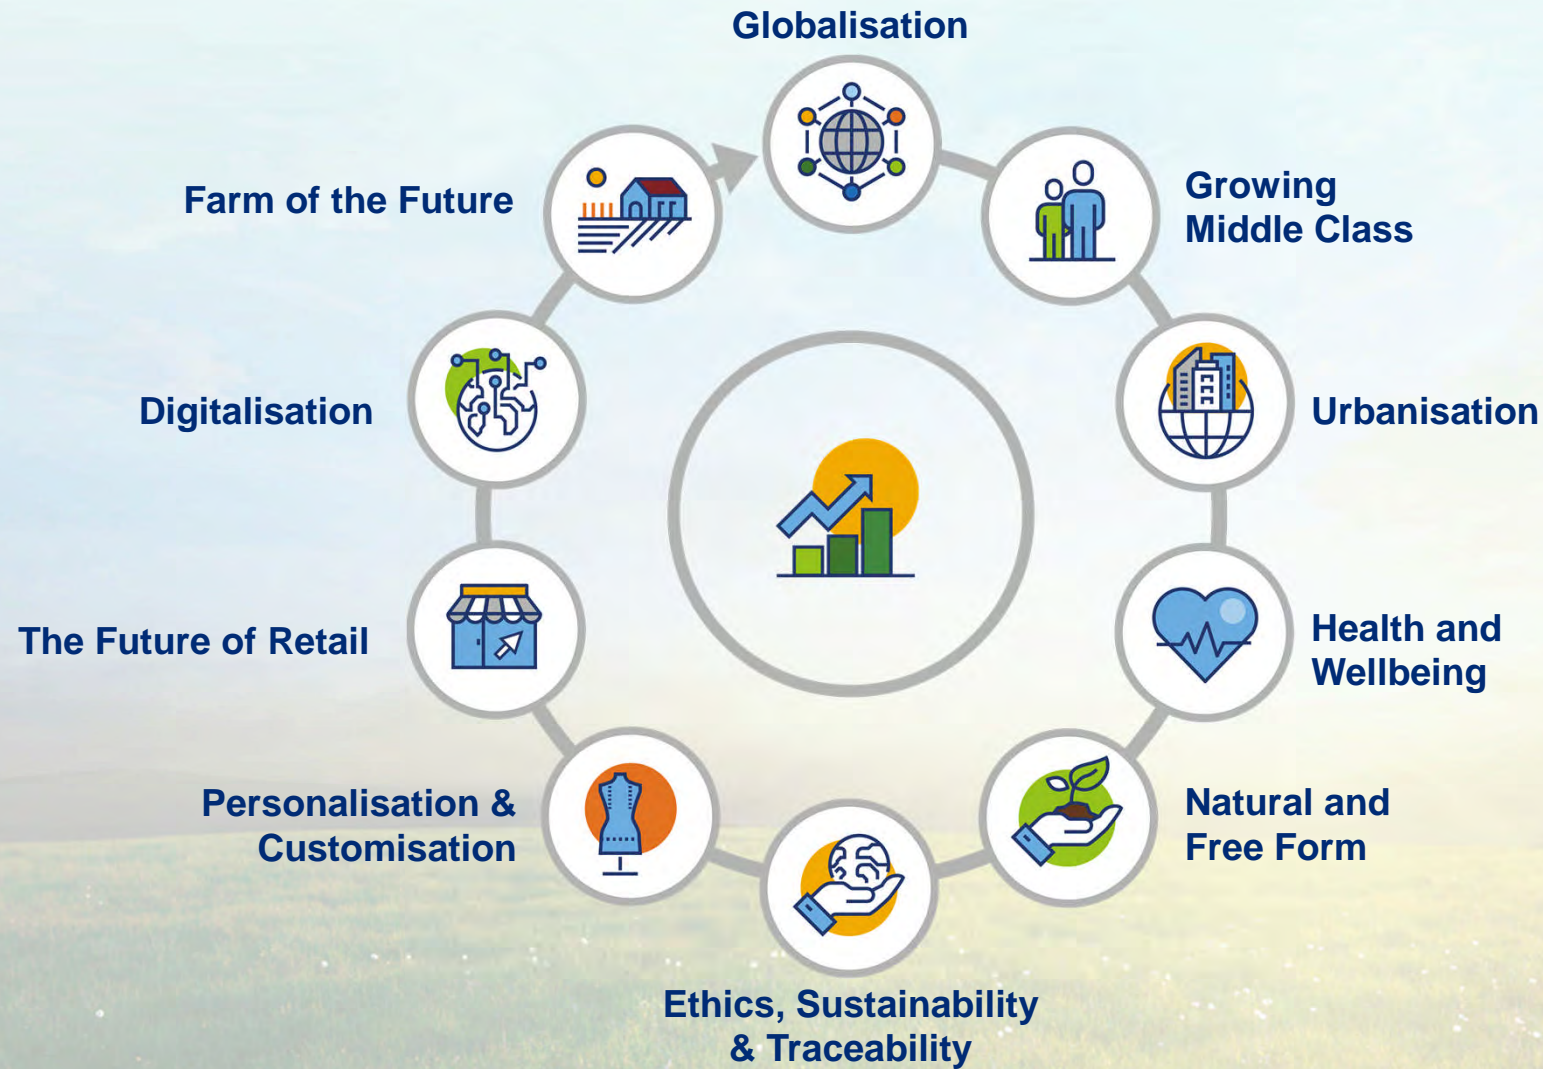 Globalisation
Growing
Middle Class
Urbanisation
Health and
Wellbeing
Natural and
Free Form
Ethics, Sustainability
& Traceability
Personalisation &
Customisation
The Future of Retail
Digitalisation
Farm of the Future